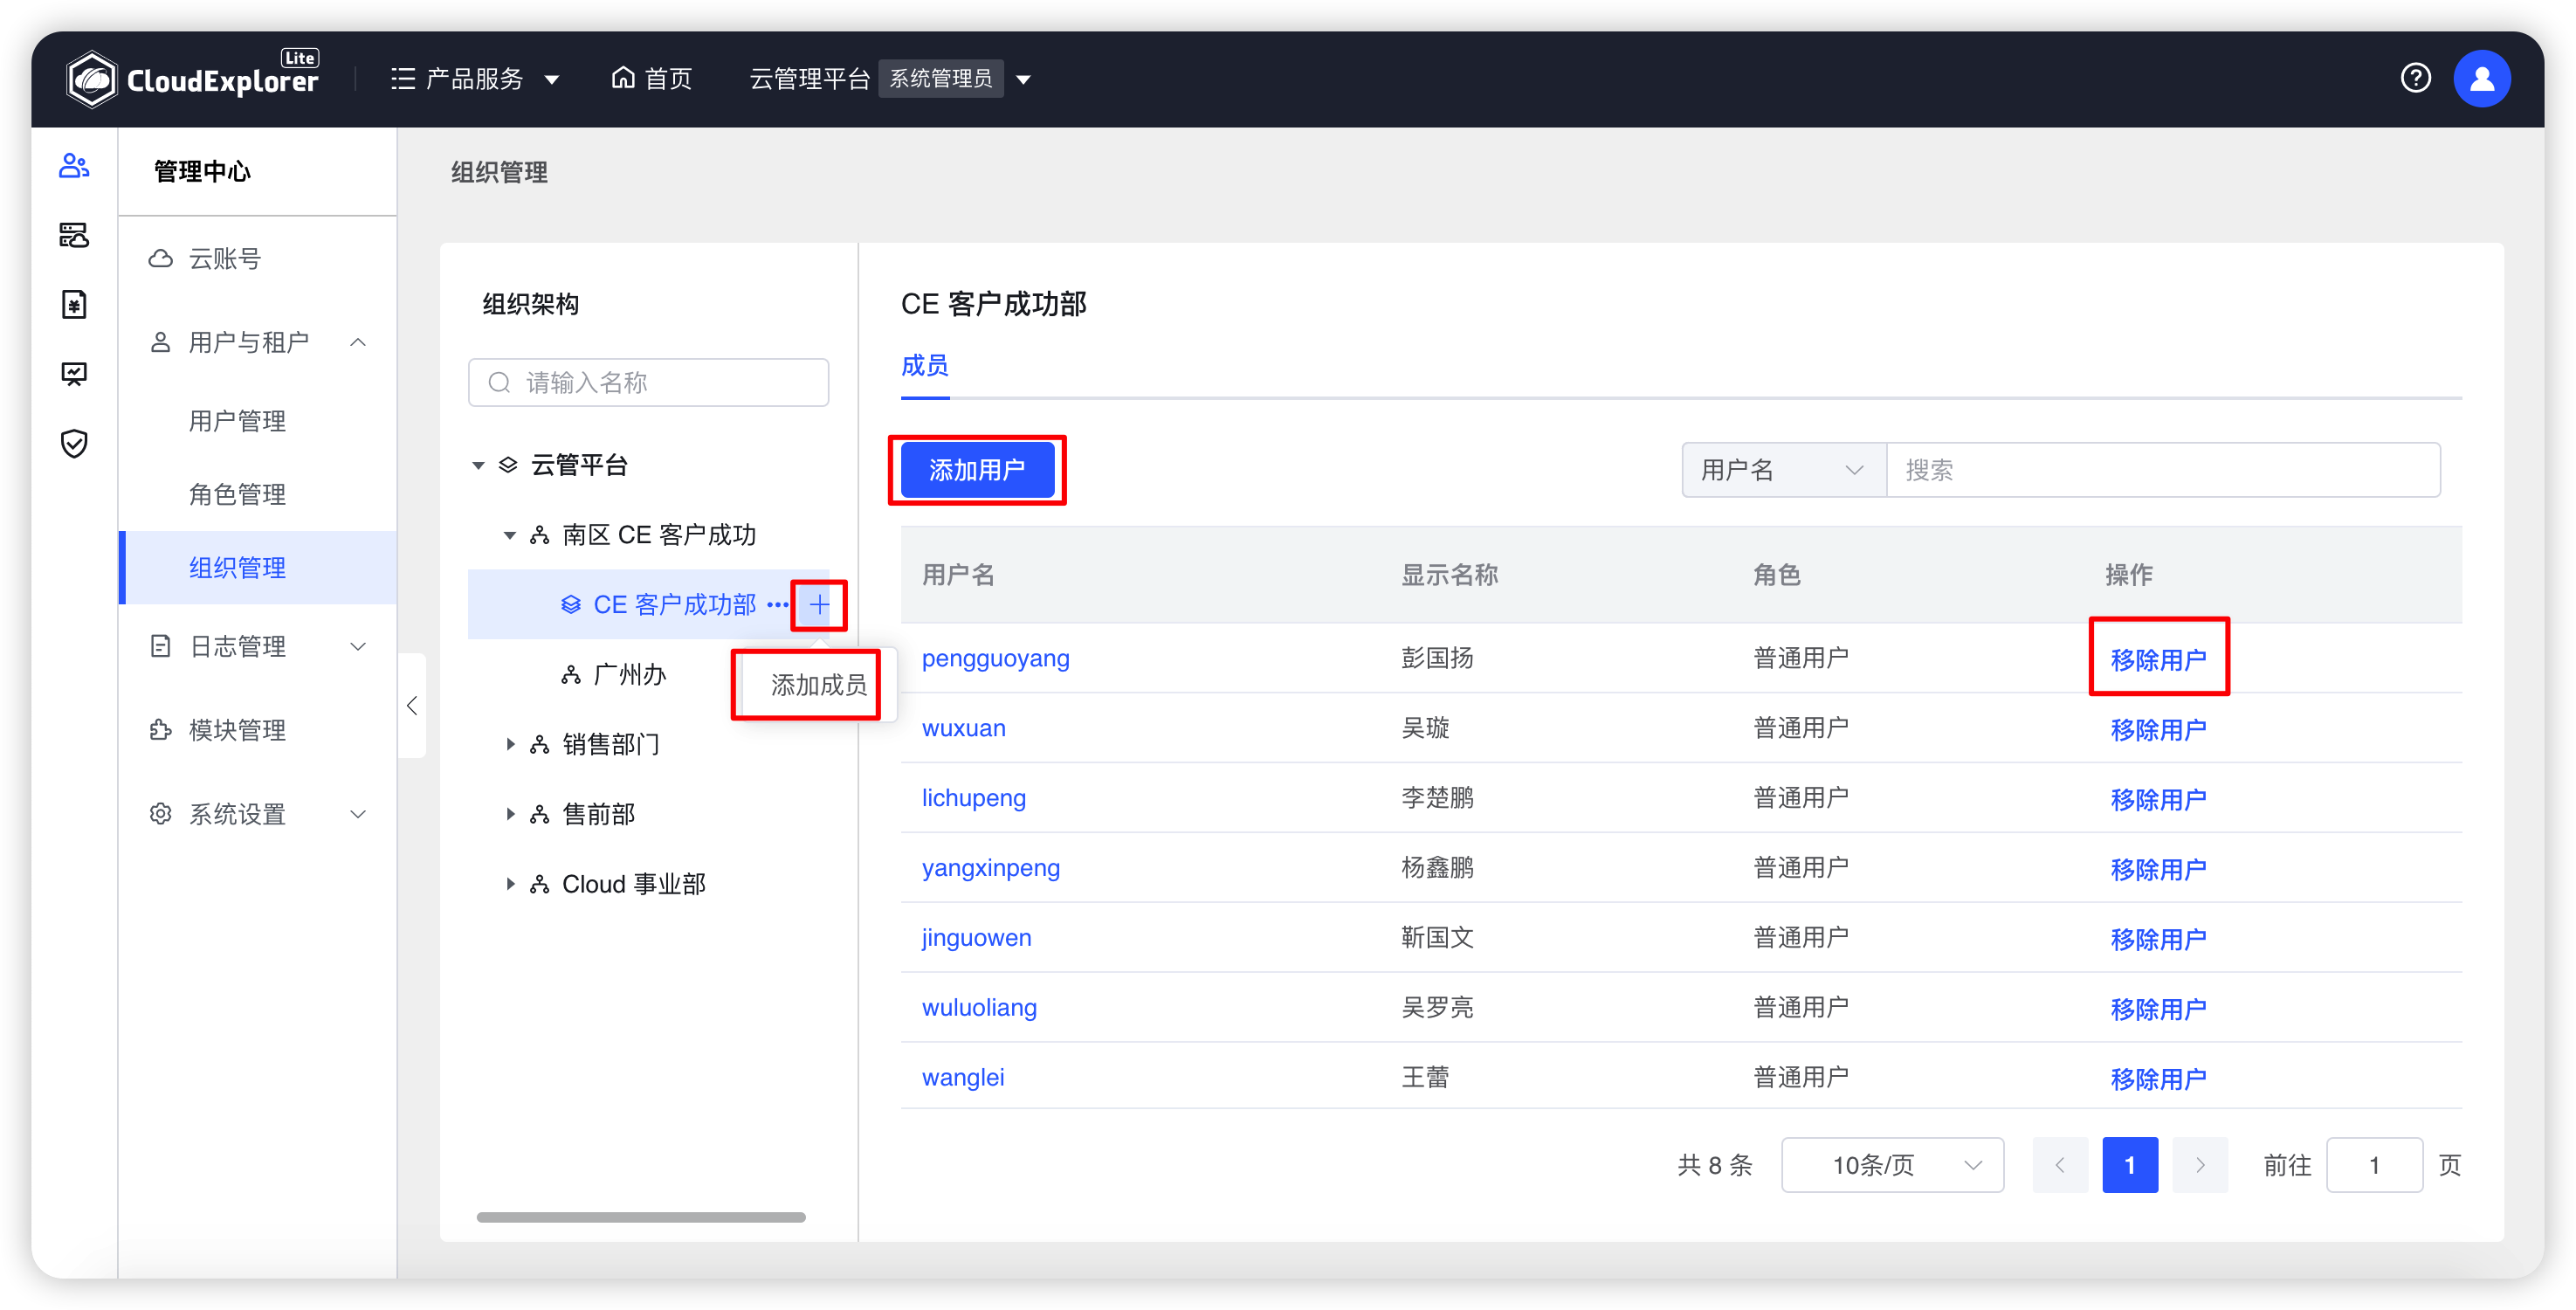 CloudExplorer Lite
产品服务
首页
云管理平台 系统管理员
管理中心
云账号
用户与租户
用户管理
角色管理
组织管理
日志管理
模块管理
系统设置
组织管理
组织架构
请输入名称
云管平台
南区 CE 客户成功
CE 客户成功部 ···
添加成员
广州办
销售部门
售前部
Cloud 事业部
CE 客户成功部
成员
添加用户
用户名 搜索
用户名 显示名称 角色 操作
pengguoyang 彭国扬 普通用户 移除用户
wuxuan 吴璇 普通用户 移除用户
lichupeng 李楚鹏 普通用户 移除用户
yangxinpeng 杨鑫鹏 普通用户 移除用户
jinguowen 靳国文 普通用户 移除用户
wuluoliang 吴罗亮 普通用户 移除用户
wanglei 王蕾 普通用户 移除用户
共 8 条 10条/页 1 前往 1 页